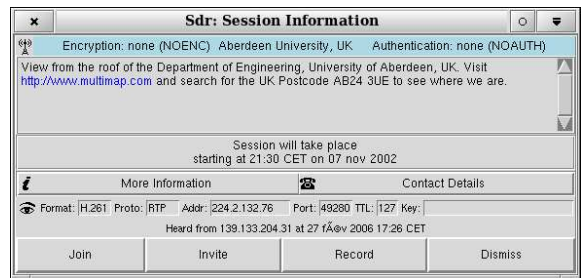 Sdr: Session Information
Encryption: none (NOENC) Aberdeen University, UK Authentication: none (NOAUTH)
View from the roof of the Department of Engineering, University of Aberdeen, UK. Visit
http://www.multimap.com and search for the UK Postcode AB24 3UE to see where we are.
Session will take place
starting at 21:30 CET on 07 nov 2002
i More Information Contact Details
Format: H.261 Proto: RTP Addr: 224.2.132.76 Port: 49280 TTL: 127 Key:
Heard from 139.133.204.31 at 27 fÃ©v 2006 17:26 CET
Join Invite Record Dismiss